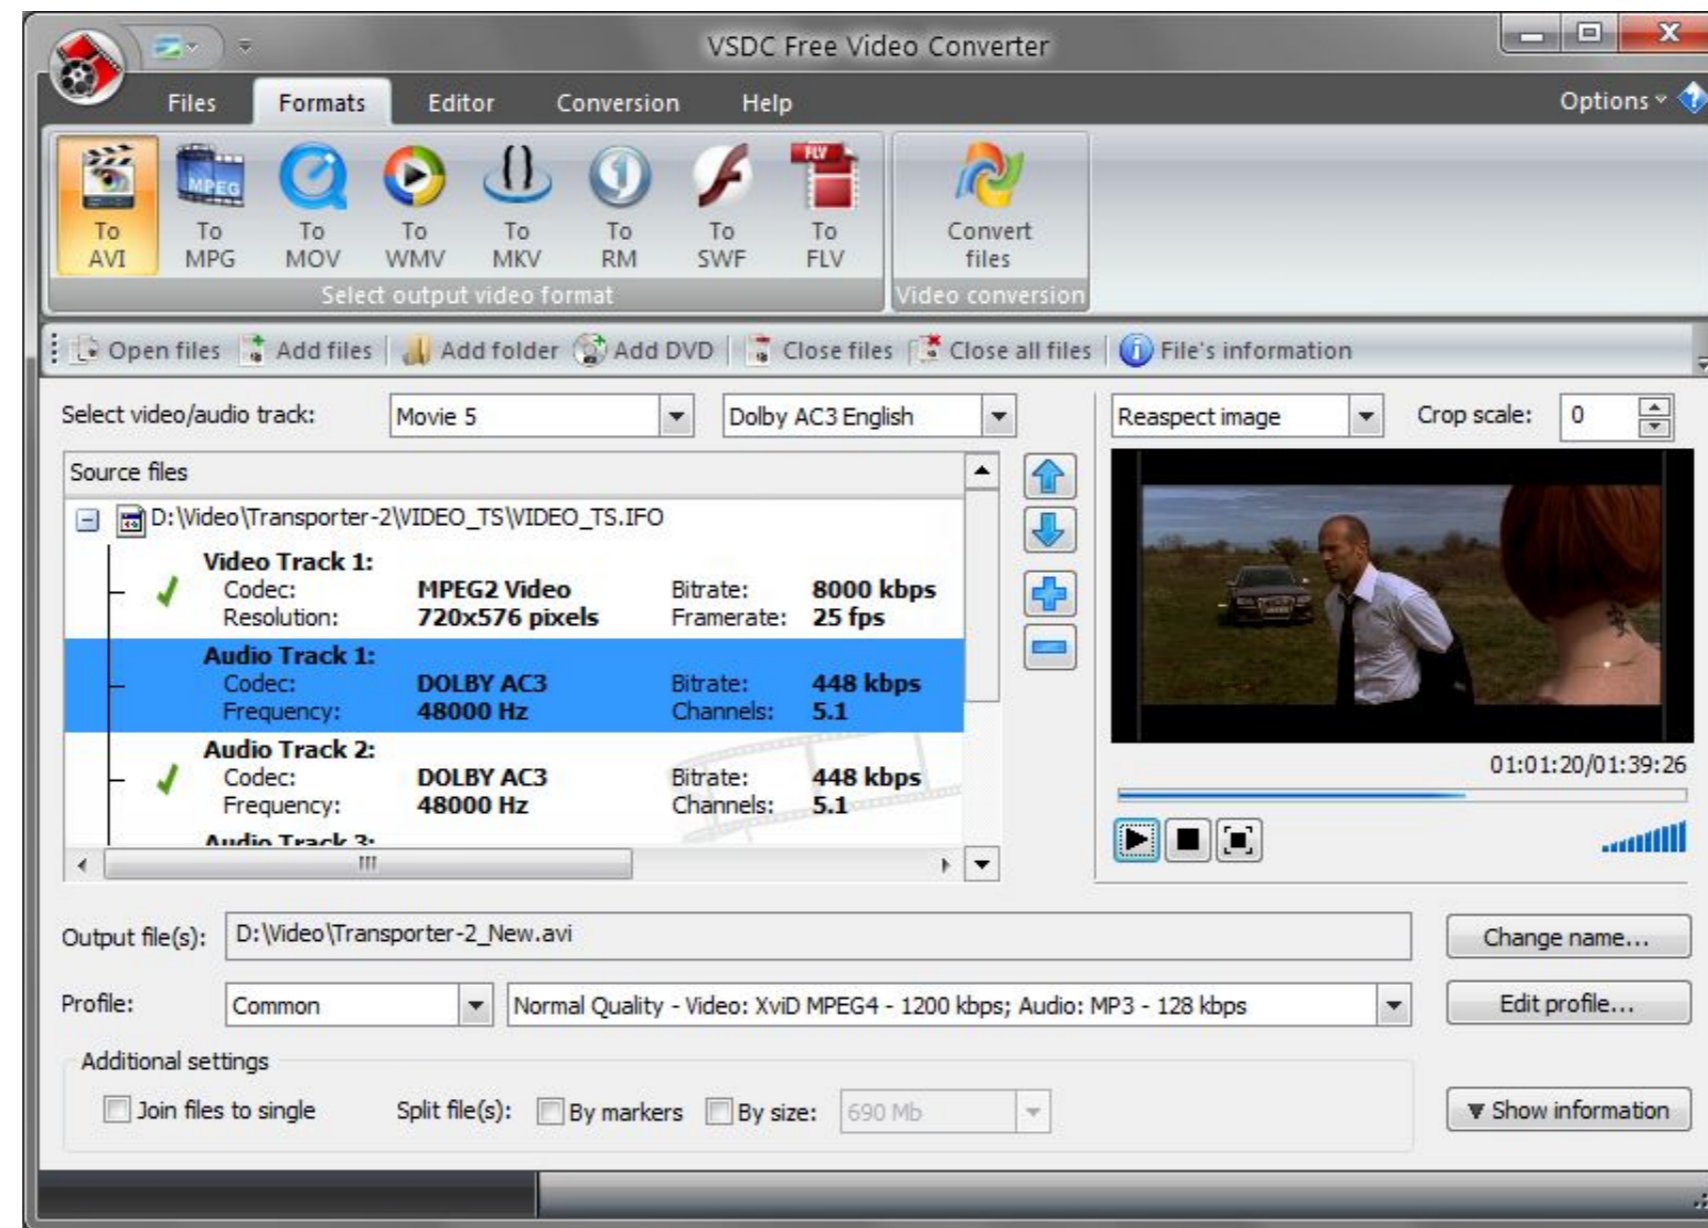 VSDC Free Video Converter
Files Formats Editor Conversion Help Options
MPEG FLV
To AVI To MPG To MOV To WMV To MKV To RM To SWF To FLV Convert files
Select output video format Video conversion
Open files Add files Add folder Add DVD Close files Close all files File's information
Select video/audio track: Movie 5 Dolby AC3 English Reaspect image Crop scale: 0
Source files
D:\Video\Transporter-2\VIDEO_TS\VIDEO_TS.IFO
Video Track 1:
Codec: MPEG2 Video Bitrate: 8000 kbps
Resolution: 720x576 pixels Framerate: 25 fps
Audio Track 1:
Codec: DOLBY AC3 Bitrate: 448 kbps
Frequency: 48000 Hz Channels: 5.1
Audio Track 2:
Codec: DOLBY AC3 Bitrate: 448 kbps
Frequency: 48000 Hz Channels: 5.1
Audio Track 3:
01:01:20/01:39:26
Output file(s): D:\Video\Transporter-2_New.avi Change name...
Profile: Common Normal Quality - Video: XviD MPEG4 - 1200 kbps; Audio: MP3 - 128 kbps Edit profile...
Additional settings
Join files to single Split file(s): By markers By size: 690 Mb Show information